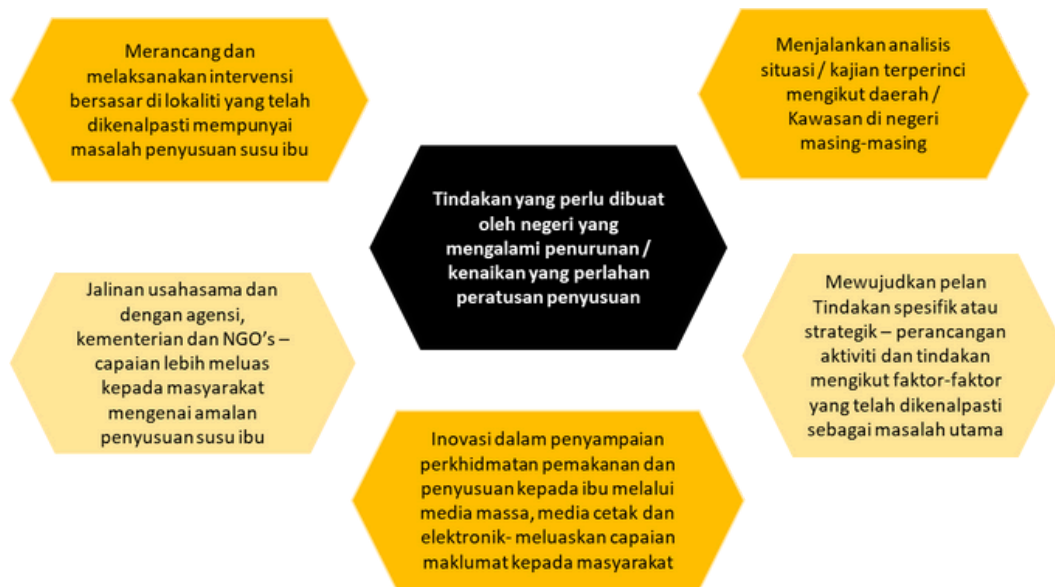 Merancang dan
melaksanakan intervensi
bersasar di lokaliti yang telah
dikenalpasti mempunyai
masalah penyusuan susu ibu
Menjalankan analisis
situasi / kajian terperinci
mengikut daerah /
Kawasan di negeri
masing-masing
Tindakan yang perlu dibuat
oleh negeri yang
mengalami penurunan /
kenaikan yang perlahan
peratusan penyusuan
Jalinan usahasama dan
dengan agensi,
kementerian dan NGO's –
capaian lebih meluas
kepada masyarakat
mengenai amalan
penyusuan susu ibu
Mewujudkan pelan
Tindakan spesifik atau
strategik – perancangan
aktiviti dan tindakan
mengikut faktor-faktor
yang telah dikenalpasti
sebagai masalah utama
Inovasi dalam penyampaian
perkhidmatan pemakanan dan
penyusuan kepada ibu melalui
media massa, media cetak dan
elektronik- meluaskan capaian
maklumat kepada masyarakat